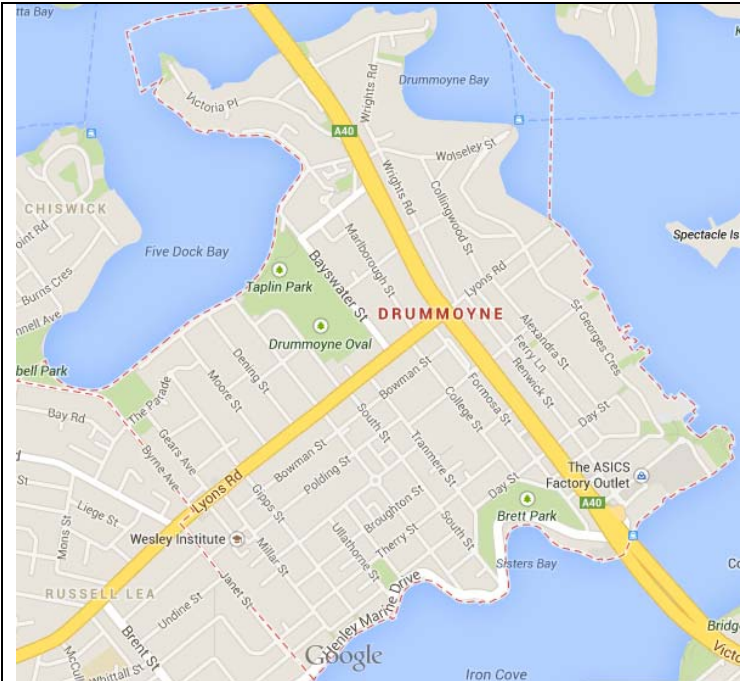 tta Bay
Drummoyne Bay
Victoria Pl
Wrights Rd
A40
Wolseley St
CHISWICK
Wrights Rd
Collingwood St
Spectacle Is
oint Rd
Five Dock Bay
Marlborough St
Bayswater St
Lyons Rd
Burns Cres
Taplin Park
DRUMMOYNE
St Georges Cres
nnell Ave
Drummoyne Oval
Alexandra St
Ferry Ln
Renwick St
bell Park
Dening St
Bowman St
The Parade
Moore St
College St
Formosa St
Day St
Bay Rd
South St
Tranmere St
Gears Ave
Byrne Ave
Bowman St
Polding St
The ASICS
Factory Outlet
Lyons Rd
Gipps St
Day St
Liege St
Broughton St
Brett Park
A40
Mons St
Wesley Institute
Ullathorne St
South St
Therry St
Millar St
Sisters Bay
RUSSELL LEA
Janet St
Henley Marine Drive
Undine St
Brent St
Bridg
Google
Victo
McCul
Whittall St
Iron Cove